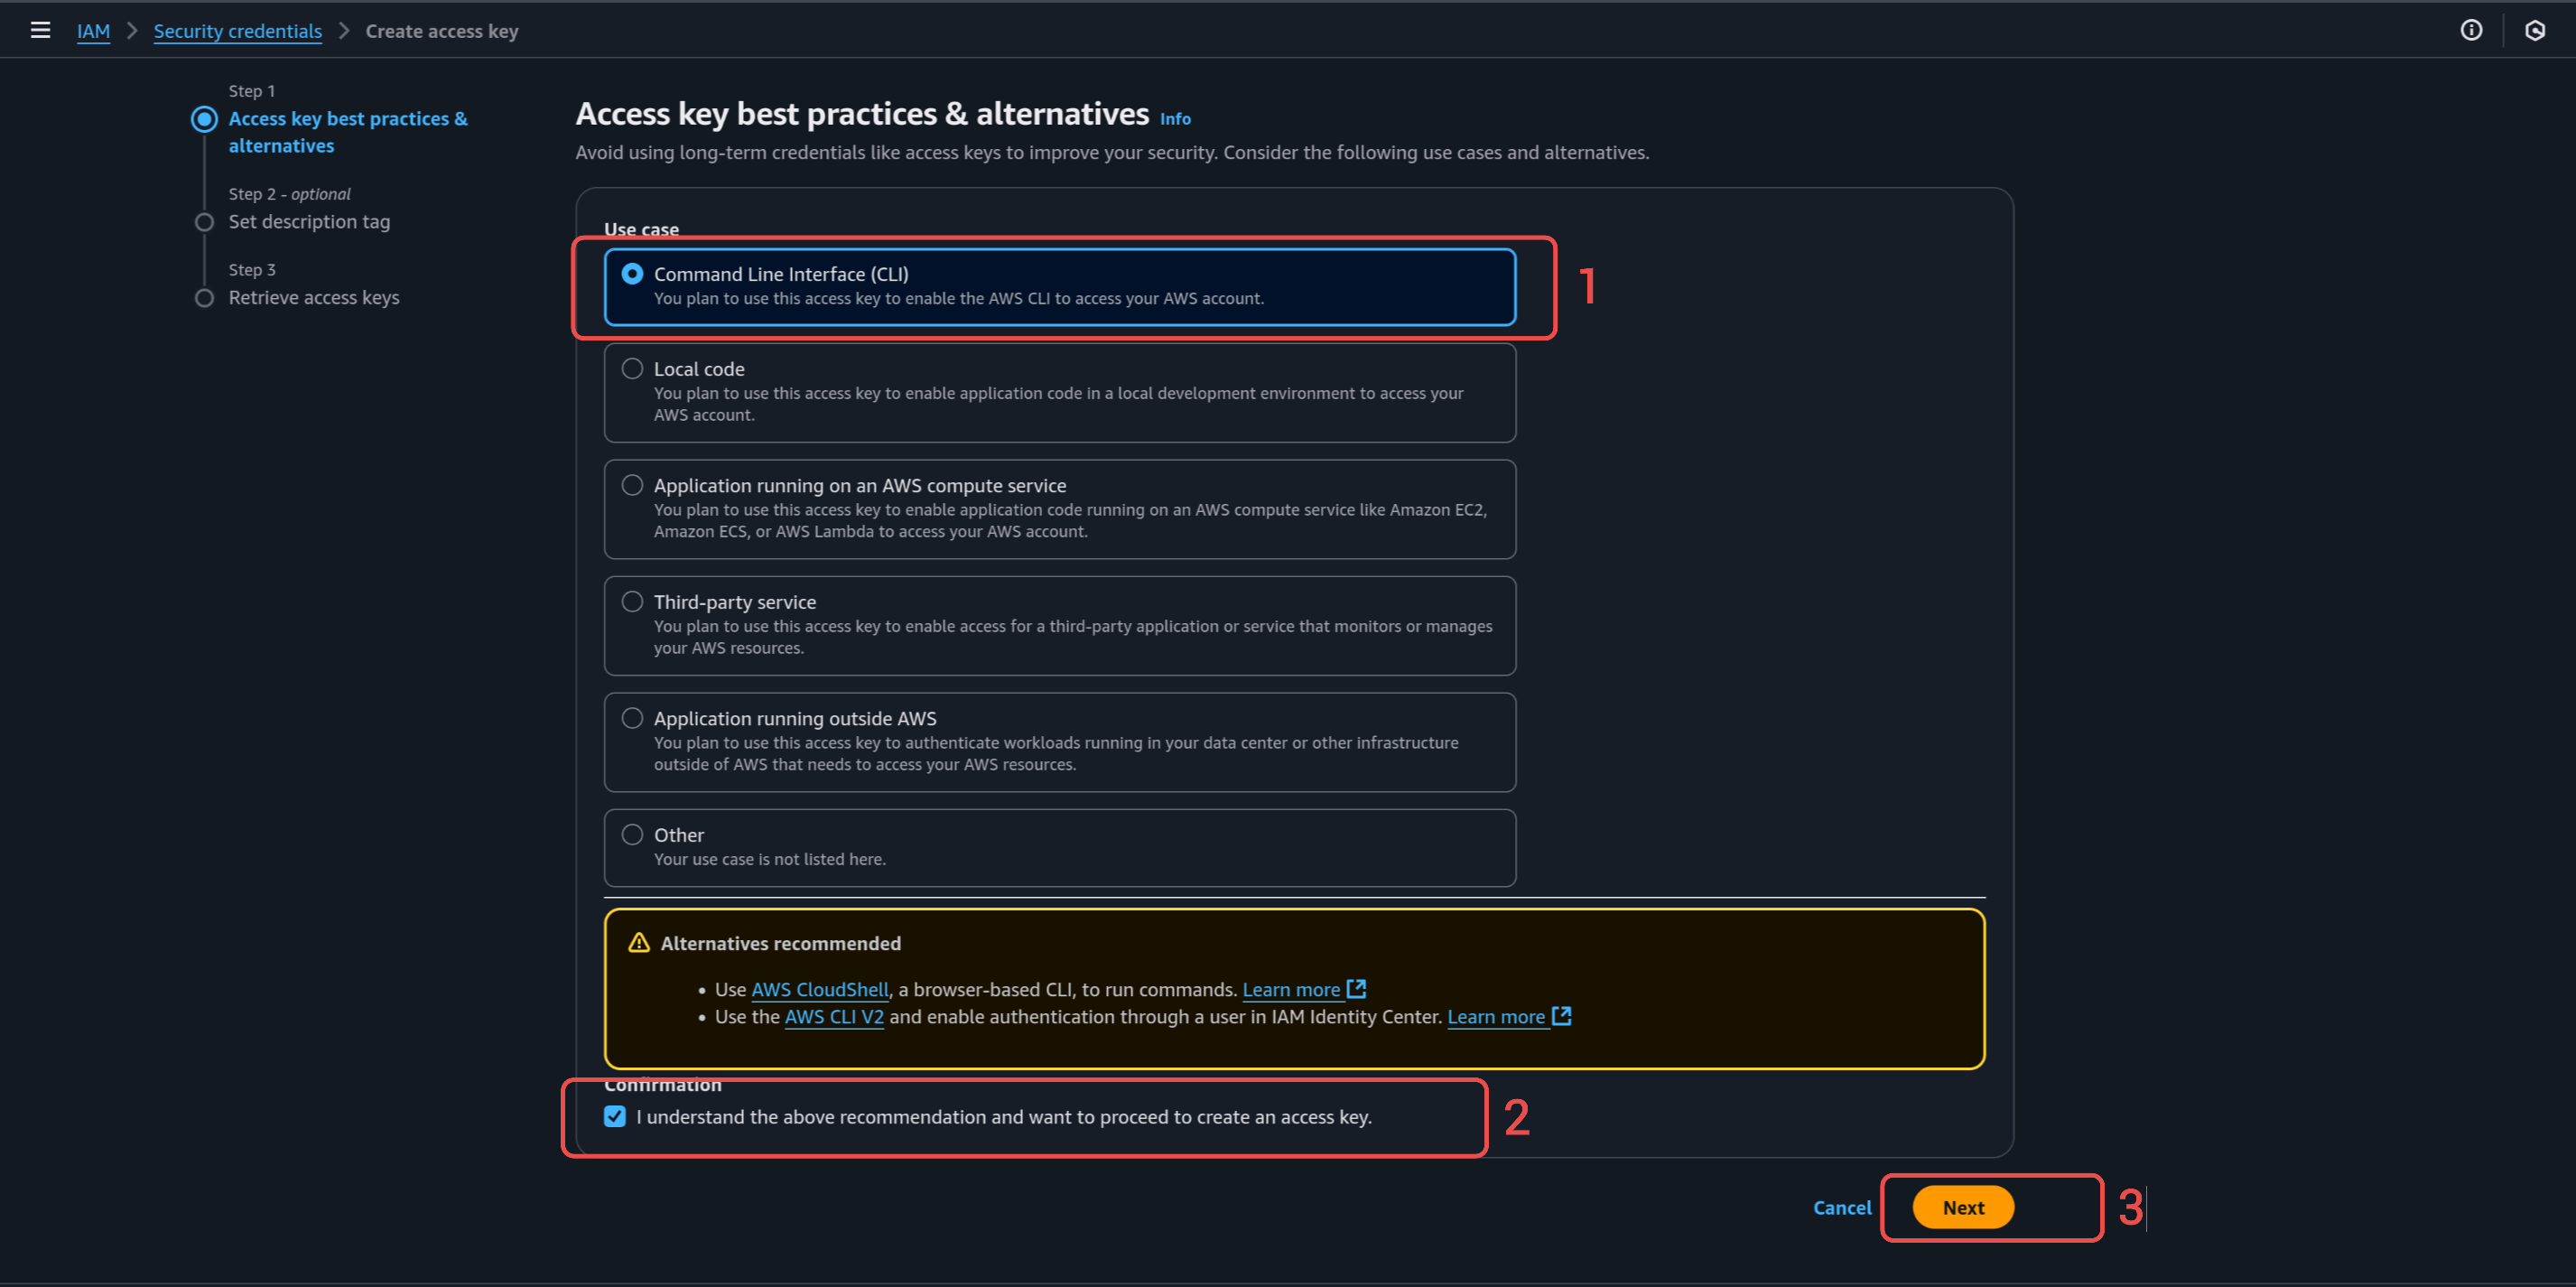 IAM > Security credentials > Create access key
Step 1
Access key best practices &
alternatives
Step 2 - optional
Set description tag
Step 3
Retrieve access keys
Access key best practices & alternatives Info
Avoid using long-term credentials like access keys to improve your security. Consider the following use cases and alternatives.
Use case
Command Line Interface (CLI)
You plan to use this access key to enable the AWS CLI to access your AWS account.
1
Local code
You plan to use this access key to enable application code in a local development environment to access your
AWS account.
Application running on an AWS compute service
You plan to use this access key to enable application code running on an AWS compute service like Amazon EC2,
Amazon ECS, or AWS Lambda to access your AWS account.
Third-party service
You plan to use this access key to enable access for a third-party application or service that monitors or manages
your AWS resources.
Application running outside AWS
You plan to use this access key to authenticate workloads running in your data center or other infrastructure
outside of AWS that needs to access your AWS resources.
Other
Your use case is not listed here.
Alternatives recommended
• Use AWS CloudShell, a browser-based CLI, to run commands. Learn more
• Use the AWS CLI V2 and enable authentication through a user in IAM Identity Center. Learn more
Confirmation
I understand the above recommendation and want to proceed to create an access key.
2
Cancel
Next
3